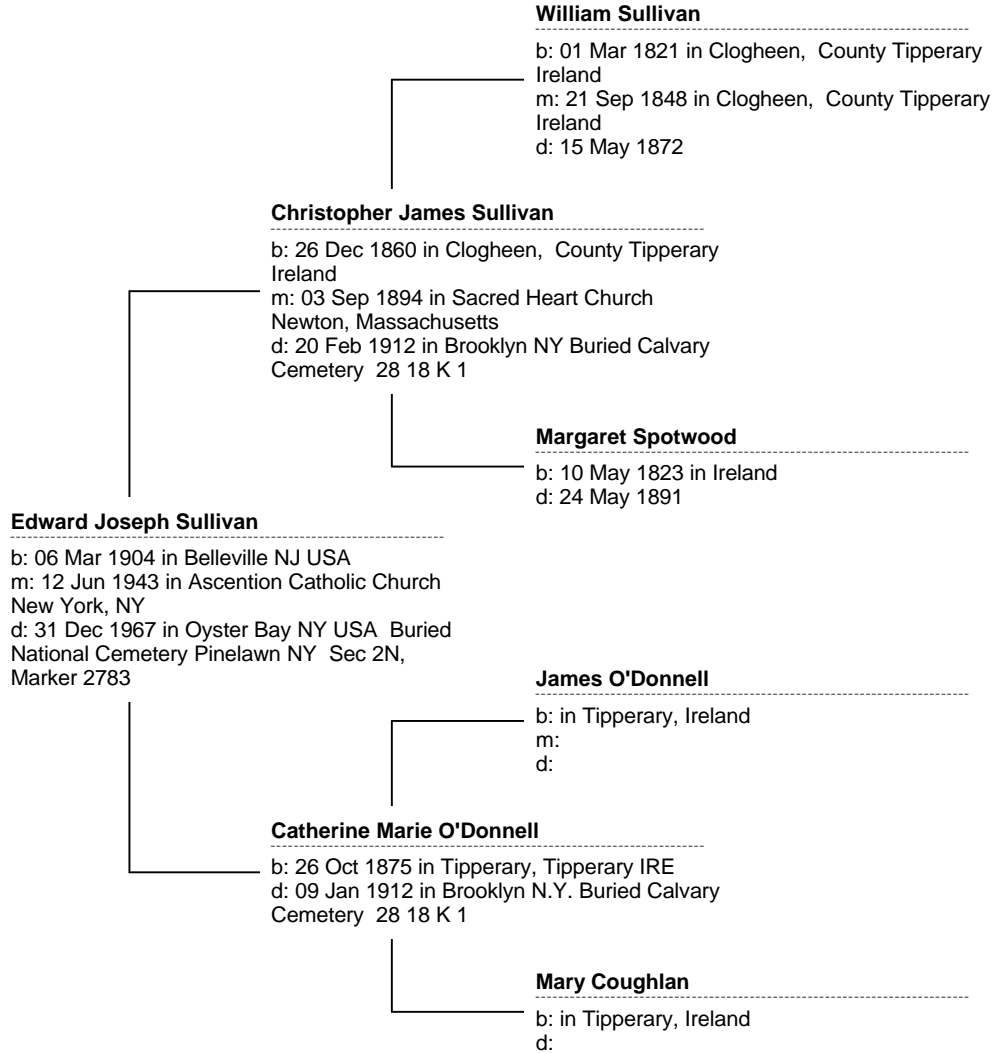 William Sullivan
b: 01 Mar 1821 in Clogheen,  County Tipperary
Ireland
m: 21 Sep 1848 in Clogheen,  County Tipperary
Ireland
d: 15 May 1872
Christopher James Sullivan
b: 26 Dec 1860 in Clogheen,  County Tipperary
Ireland
m: 03 Sep 1894 in Sacred Heart Church
Newton, Massachusetts
d: 20 Feb 1912 in Brooklyn NY Buried Calvary
Cemetery  28 18 K 1
Margaret Spotwood
b: 10 May 1823 in Ireland
d: 24 May 1891
Edward Joseph Sullivan
b: 06 Mar 1904 in Belleville NJ USA
m: 12 Jun 1943 in Ascention Catholic Church
New York, NY
d: 31 Dec 1967 in Oyster Bay NY USA  Buried
National Cemetery Pinelawn NY  Sec 2N,
Marker 2783
James O'Donnell
b: in Tipperary, Ireland
m:
d:
Catherine Marie O'Donnell
b: 26 Oct 1875 in Tipperary, Tipperary IRE
d: 09 Jan 1912 in Brooklyn N.Y. Buried Calvary
Cemetery  28 18 K 1
Mary Coughlan
b: in Tipperary, Ireland
d: